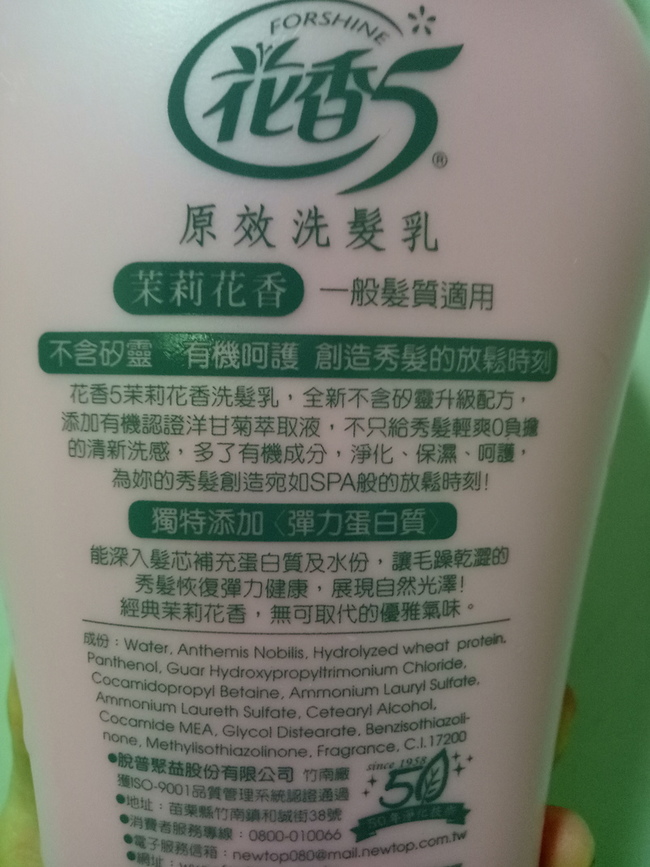 FORSHINE
花香5®
原效洗髮乳
茉莉花香 一般髮質適用
不含矽靈 有機呵護 創造秀髮的放鬆時刻
花香5茉莉花香洗髮乳，全新不含矽靈升級配方，
添加有機認證洋甘菊萃取液，不只給秀髮輕爽0負擔
的清新洗感，多了有機成分，淨化、保濕、呵護，
為妳的秀髮創造宛如SPA般的放鬆時刻!
獨特添加〈彈力蛋白質〉
能深入髮芯補充蛋白質及水份，讓毛躁乾澀的
秀髮恢復彈力健康，展現自然光澤!
經典茉莉花香，無可取代的優雅氣味。
成份：Water, Anthemis Nobilis, Hydrolyzed wheat protein,
Panthenol, Guar Hydroxypropyltrimonium Chloride,
Cocamidopropyl Betaine, Ammonium Lauryl Sulfate,
Ammonium Laureth Sulfate, Cetearyl Alcohol,
Cocamide MEA, Glycol Distearate, Benzisothiazoli-
none, Methylisothiazolinone, Fragrance, C.I.17200
●脫普聚益股份有限公司 竹南廠
獲ISO-9001品質管理系統認證通過
●地址：苗栗縣竹南鎮和誠街38號
●消費者服務專線：0800-010066
●電子服務信箱：newtop080@mail.newtop.com.tw
●網址：
since 1958
50